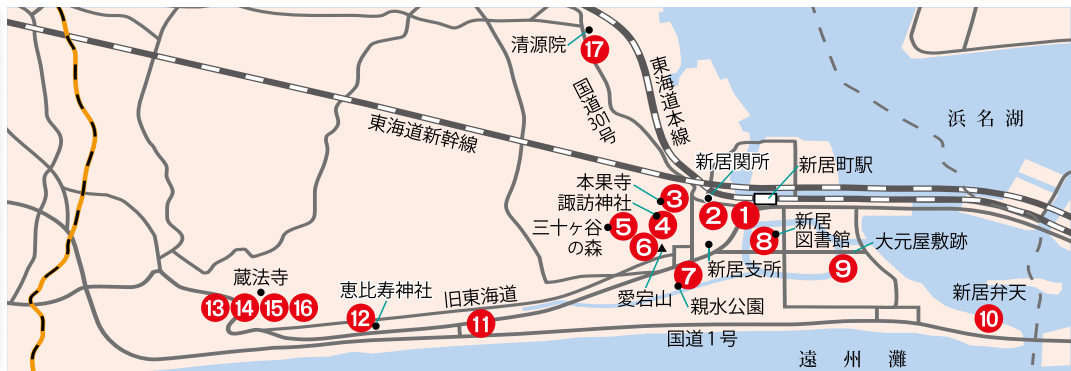 清源院
17
国道301号
東海道本線
浜名湖
東海道新幹線
新居関所
新居町駅
本果寺
3
諏訪神社
4
2
1
三十ヶ谷
の森
5
6
新居
図書館
8
大元屋敷跡
9
新居支所
7
愛宕山
親水公園
蔵法寺
13 14 15 16
恵比寿神社
12
旧東海道
11
新居弁天
10
国道1号
遠州灘